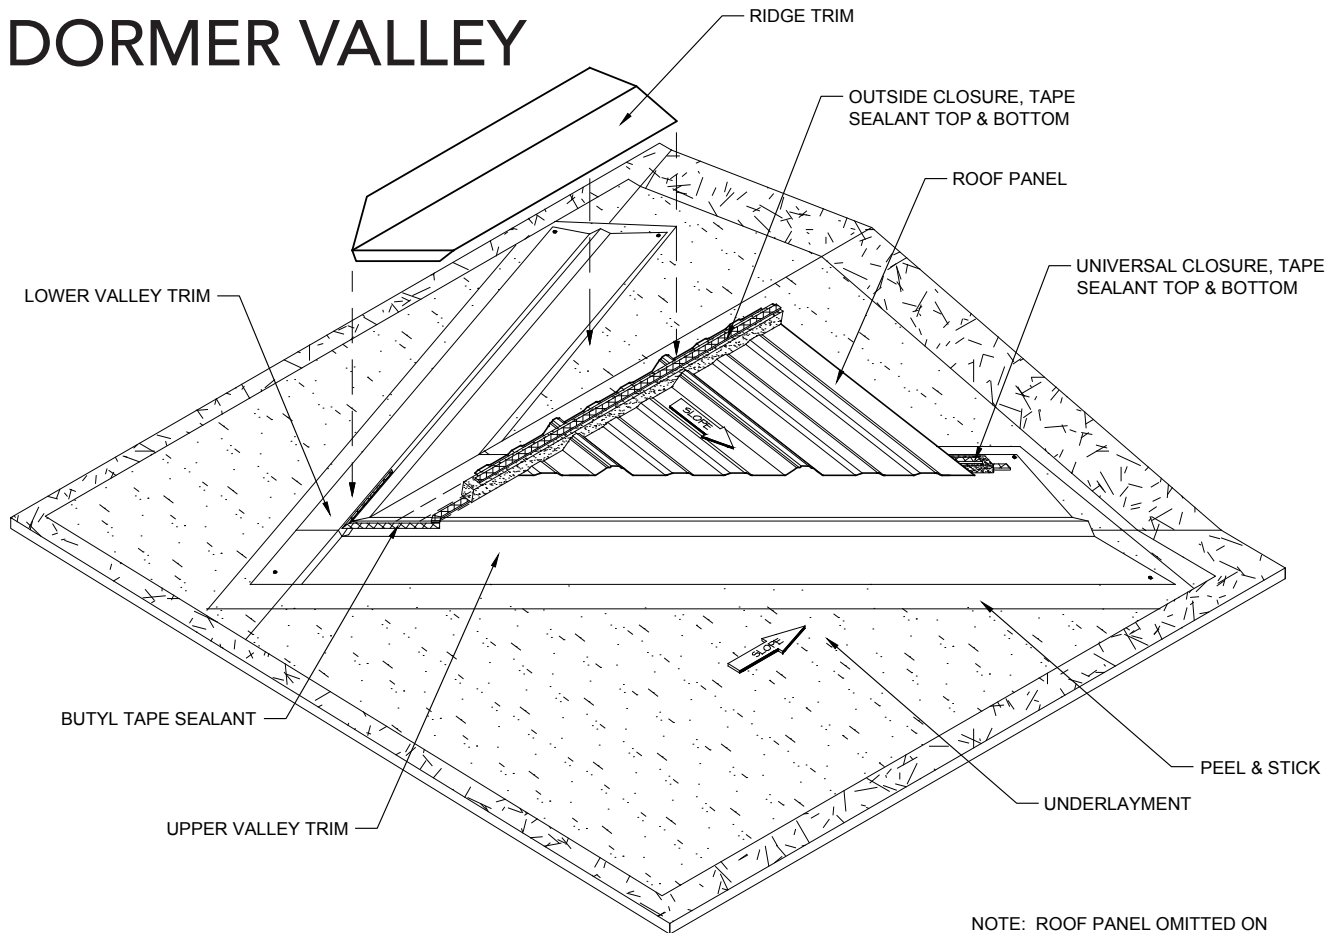 DORMER VALLEY
RIDGE TRIM
OUTSIDE CLOSURE, TAPE
SEALANT TOP & BOTTOM
ROOF PANEL
UNIVERSAL CLOSURE, TAPE
SEALANT TOP & BOTTOM
LOWER VALLEY TRIM
SLOPE
SLOPE
BUTYL TAPE SEALANT
PEEL & STICK
UNDERLAYMENT
UPPER VALLEY TRIM
NOTE: ROOF PANEL OMITTED ON